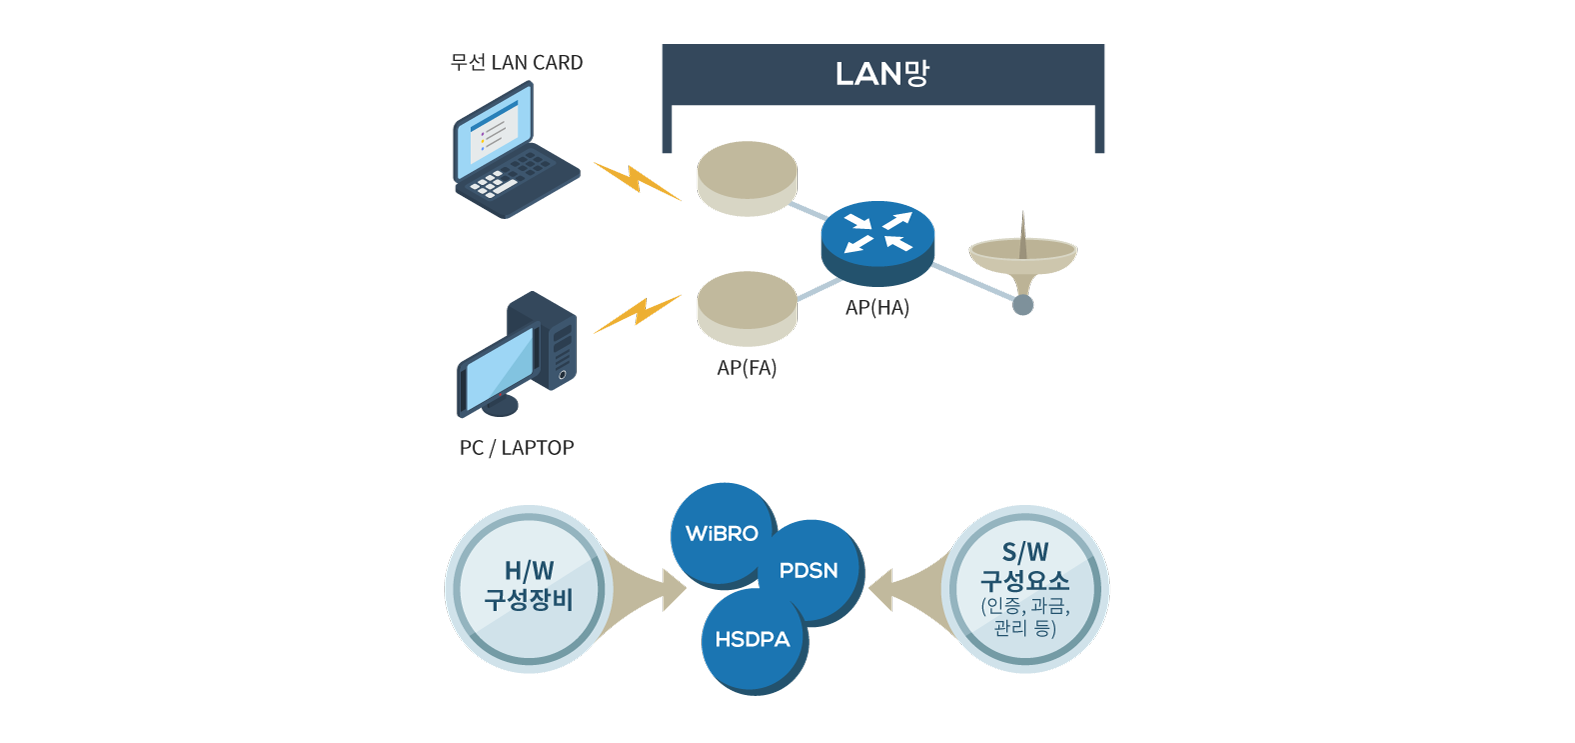 무선 LAN CARD
LAN망
AP(HA)
AP(FA)
PC / LAPTOP
WiBRO
PDSN
HSDPA
H/W
구성장비
S/W
구성요소
(인증, 과금,
관리 등)